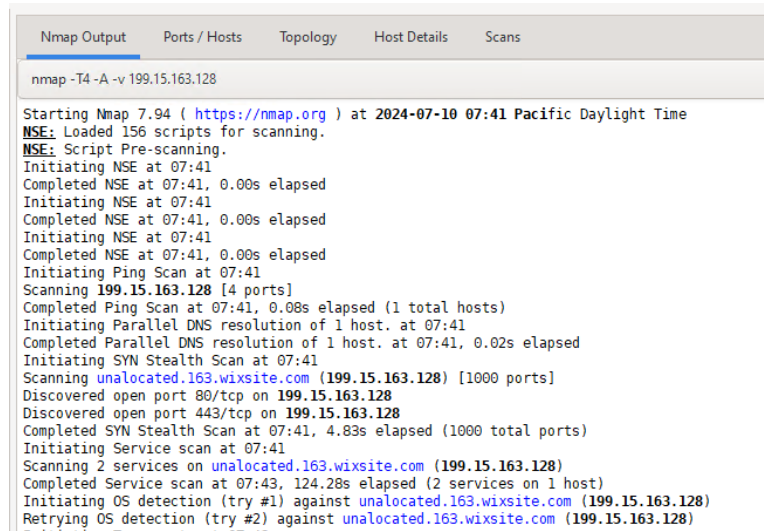 Nmap Output Ports / Hosts Topology Host Details Scans
nmap -T4 -A -v 199.15.163.128
Starting Nmap 7.94 ( https://nmap.org ) at 2024-07-10 07:41 Pacific Daylight Time
NSE: Loaded 156 scripts for scanning.
NSE: Script Pre-scanning.
Initiating NSE at 07:41
Completed NSE at 07:41, 0.00s elapsed
Initiating NSE at 07:41
Completed NSE at 07:41, 0.00s elapsed
Initiating NSE at 07:41
Completed NSE at 07:41, 0.00s elapsed
Initiating Ping Scan at 07:41
Scanning 199.15.163.128 [4 ports]
Completed Ping Scan at 07:41, 0.08s elapsed (1 total hosts)
Initiating Parallel DNS resolution of 1 host. at 07:41
Completed Parallel DNS resolution of 1 host. at 07:41, 0.02s elapsed
Initiating SYN Stealth Scan at 07:41
Scanning unalocated.163.wixsite.com (199.15.163.128) [1000 ports]
Discovered open port 80/tcp on 199.15.163.128
Discovered open port 443/tcp on 199.15.163.128
Completed SYN Stealth Scan at 07:41, 4.83s elapsed (1000 total ports)
Initiating Service scan at 07:41
Scanning 2 services on unalocated.163.wixsite.com (199.15.163.128)
Completed Service scan at 07:43, 124.28s elapsed (2 services on 1 host)
Initiating OS detection (try #1) against unalocated.163.wixsite.com (199.15.163.128)
Retrying OS detection (try #2) against unalocated.163.wixsite.com (199.15.163.128)